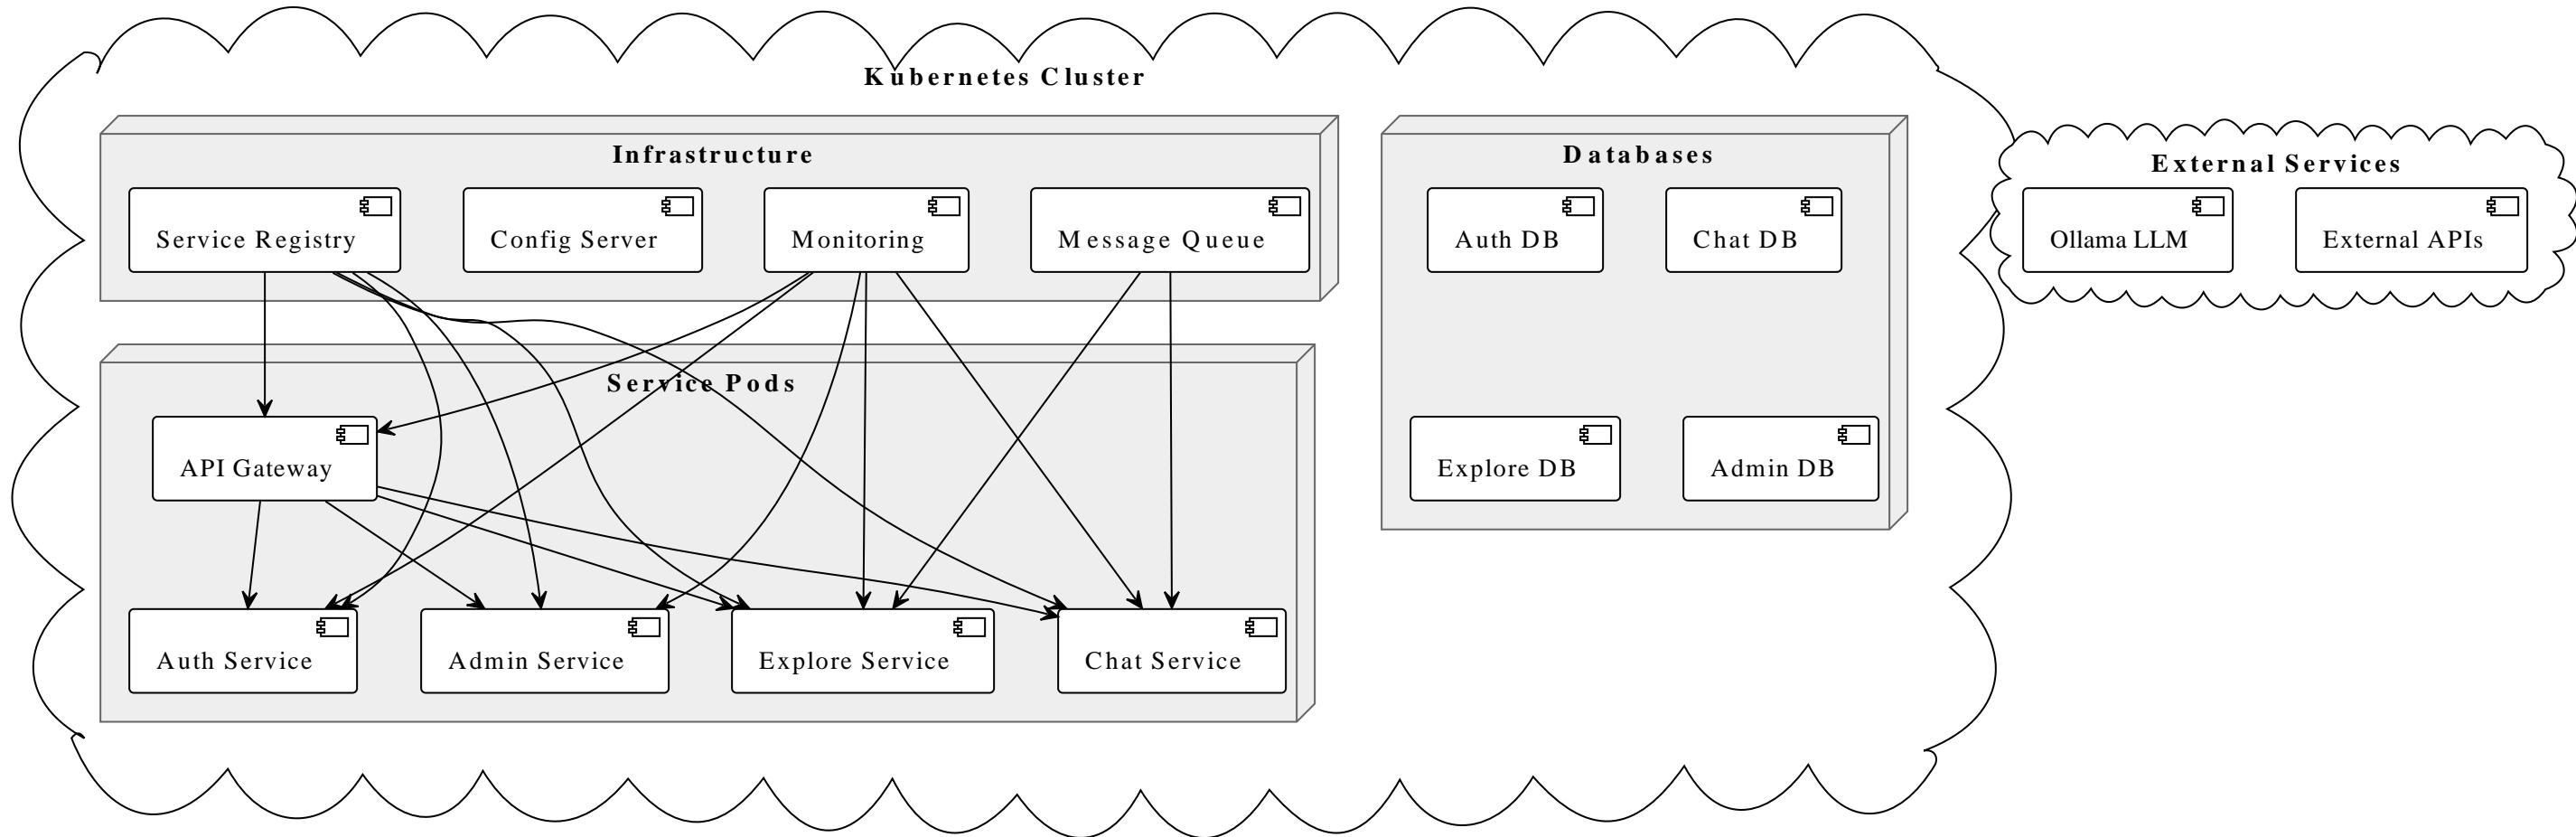 Kubernetes Cluster
Infrastructure
Service Registry
Config Server
Monitoring
Message Queue
Service Pods
API Gateway
Auth Service
Admin Service
Explore Service
Chat Service
Databases
Auth DB
Chat DB
Explore DB
Admin DB
External Services
Ollama LLM
External APIs